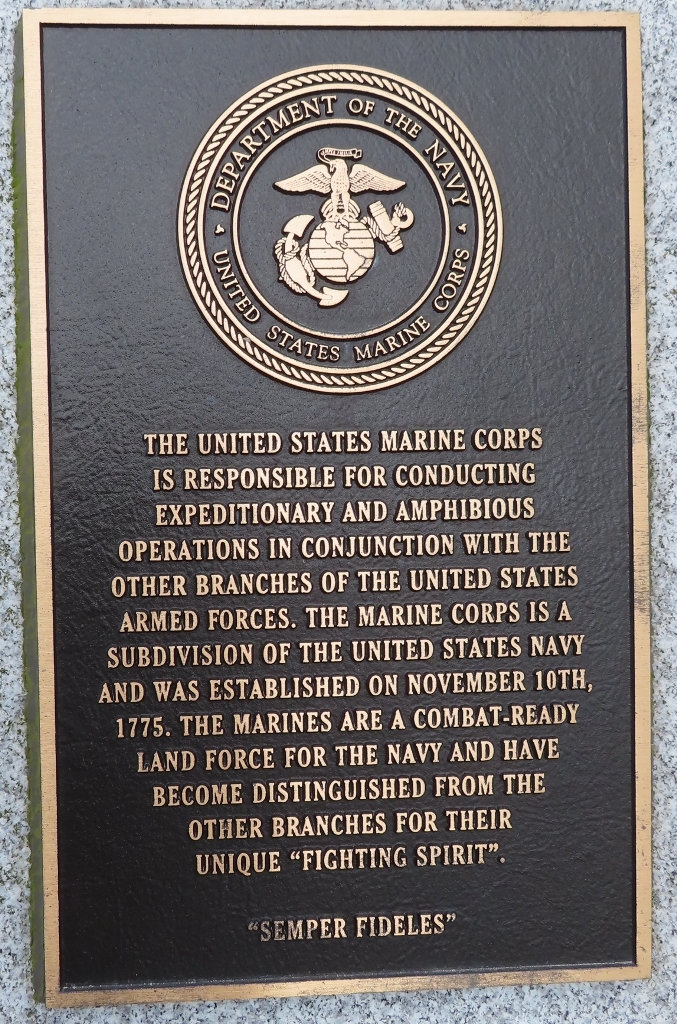 DEPARTMENT OF THE NAVY
UNITED STATES MARINE CORPS
THE UNITED STATES MARINE CORPS
IS RESPONSIBLE FOR CONDUCTING
EXPEDITIONARY AND AMPHIBIOUS
OPERATIONS IN CONJUNCTION WITH THE
OTHER BRANCHES OF THE UNITED STATES
ARMED FORCES. THE MARINE CORPS IS A
SUBDIVISION OF THE UNITED STATES NAVY
AND WAS ESTABLISHED ON NOVEMBER 10TH,
1775. THE MARINES ARE A COMBAT-READY
LAND FORCE FOR THE NAVY AND HAVE
BECOME DISTINGUISHED FROM THE
OTHER BRANCHES FOR THEIR
UNIQUE “FIGHTING SPIRIT”.
“SEMPER FIDELES”